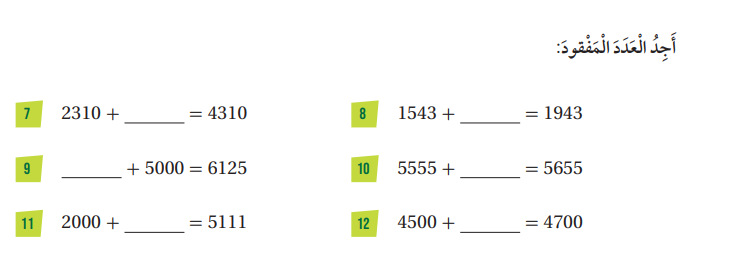 أَجِدُ الْعَدَدَ الْمَفْقودَ:
7 2310 + ______ = 4310
8 1543 + ______ = 1943
9 ______ + 5000 = 6125
10 5555 + ______ = 5655
11 2000 + ______ = 5111
12 4500 + ______ = 4700